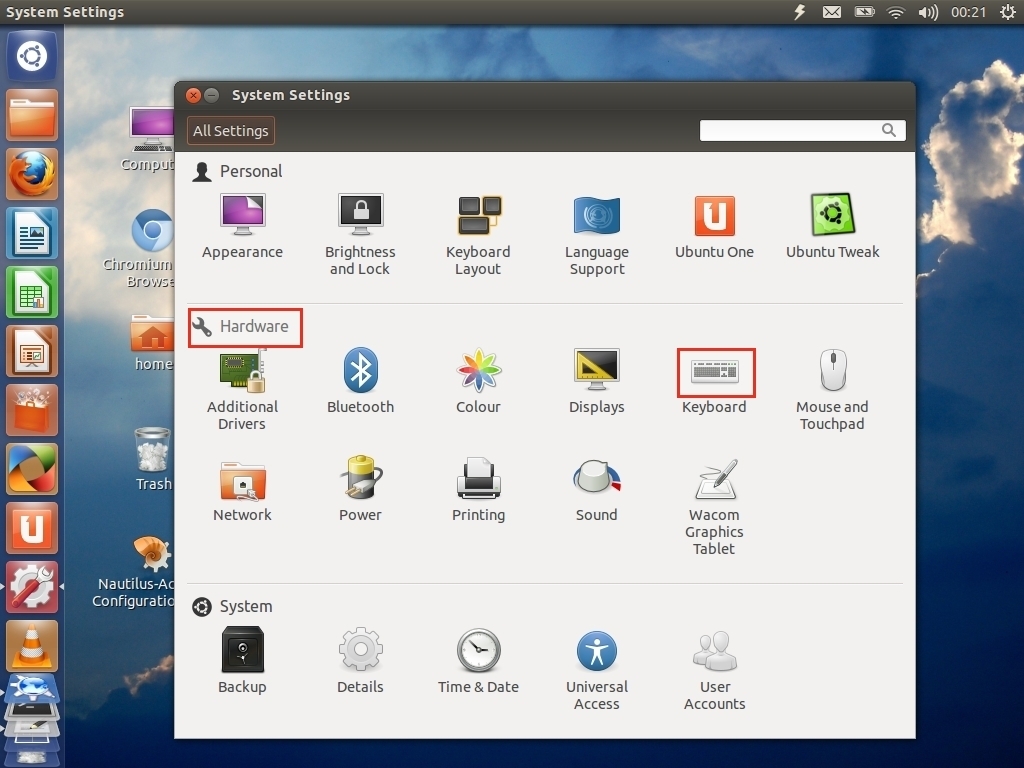 System Settings
00:21
System Settings
All Settings
Personal
Appearance
Brightness
and Lock
Keyboard
Layout
Language
Support
Ubuntu One
Ubuntu Tweak
Hardware
Additional
Drivers
Bluetooth
Colour
Displays
Keyboard
Mouse and
Touchpad
Network
Power
Printing
Sound
Wacom
Graphics
Tablet
System
Backup
Details
Time & Date
Universal
Access
User
Accounts
Comput
Chromium
Browse
home
Trash
Nautilus-Ac
Configuratio